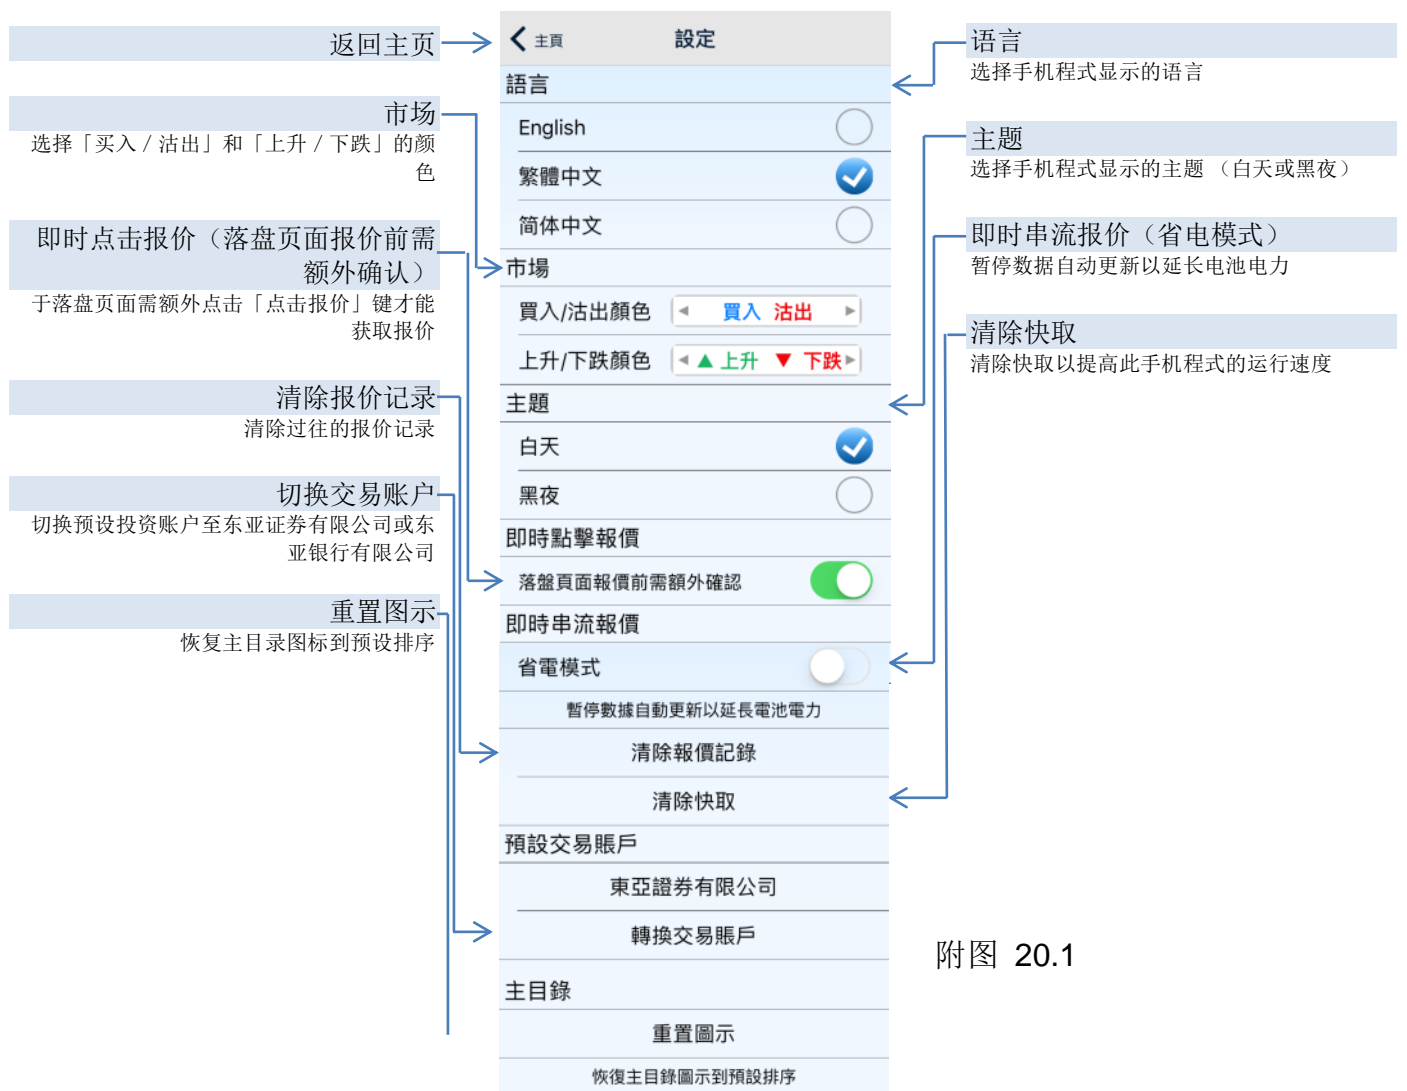 返回主页
市场
选择「买入 / 沽出」和「上升 / 下跌」的颜
色
即时点击报价（落盘页面报价前需
额外确认）
于落盘页面需额外点击「点击报价」键才能
获取报价
清除报价记录
清除过往的报价记录
切换交易账户
切换预设投资账户至东亚证券有限公司或东
亚银行有限公司
重置图示
恢复主目录图标到预设排序
主頁 設定
語言
English
繁體中文
简体中文
市場
買入/沽出顏色 ◀ 買入 沽出 ▶
上升/下跌顏色 ◀ ▲ 上升 ▼ 下跌 ▶
主題
白天
黑夜
即時點擊報價
落盤頁面報價前需額外確認
即時串流報價
省電模式
暫停數據自動更新以延長電池電力
清除報價記錄
清除快取
預設交易賬戶
東亞證券有限公司
轉換交易賬戶
主目錄
重置圖示
恢復主目錄圖示到預設排序
语言
选择手机程式显示的语言
主题
选择手机程式显示的主题 （白天或黑夜）
即时串流报价（省电模式）
暂停数据自动更新以延长电池电力
清除快取
清除快取以提高此手机程式的运行速度
附图 20.1